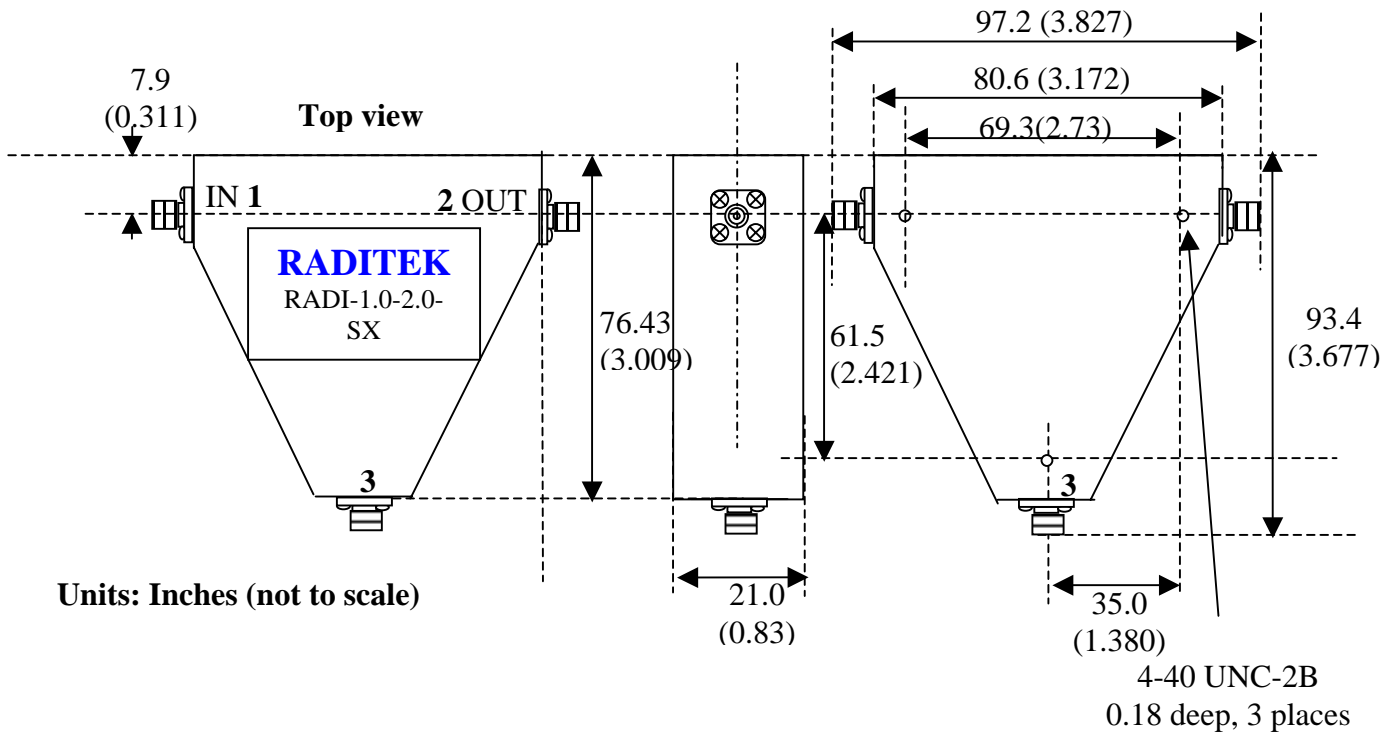 97.2 (3.827)
7.9
(0.311)
Top view
80.6 (3.172)
69.3(2.73)
IN 1
2 OUT
RADITEK
RADI-1.0-2.0-
SX
76.43
(3.009)
61.5
(2.421)
93.4
(3.677)
3
3
Units: Inches (not to scale)
21.0
(0.83)
35.0
(1.380)
4-40 UNC-2B
0.18 deep, 3 places